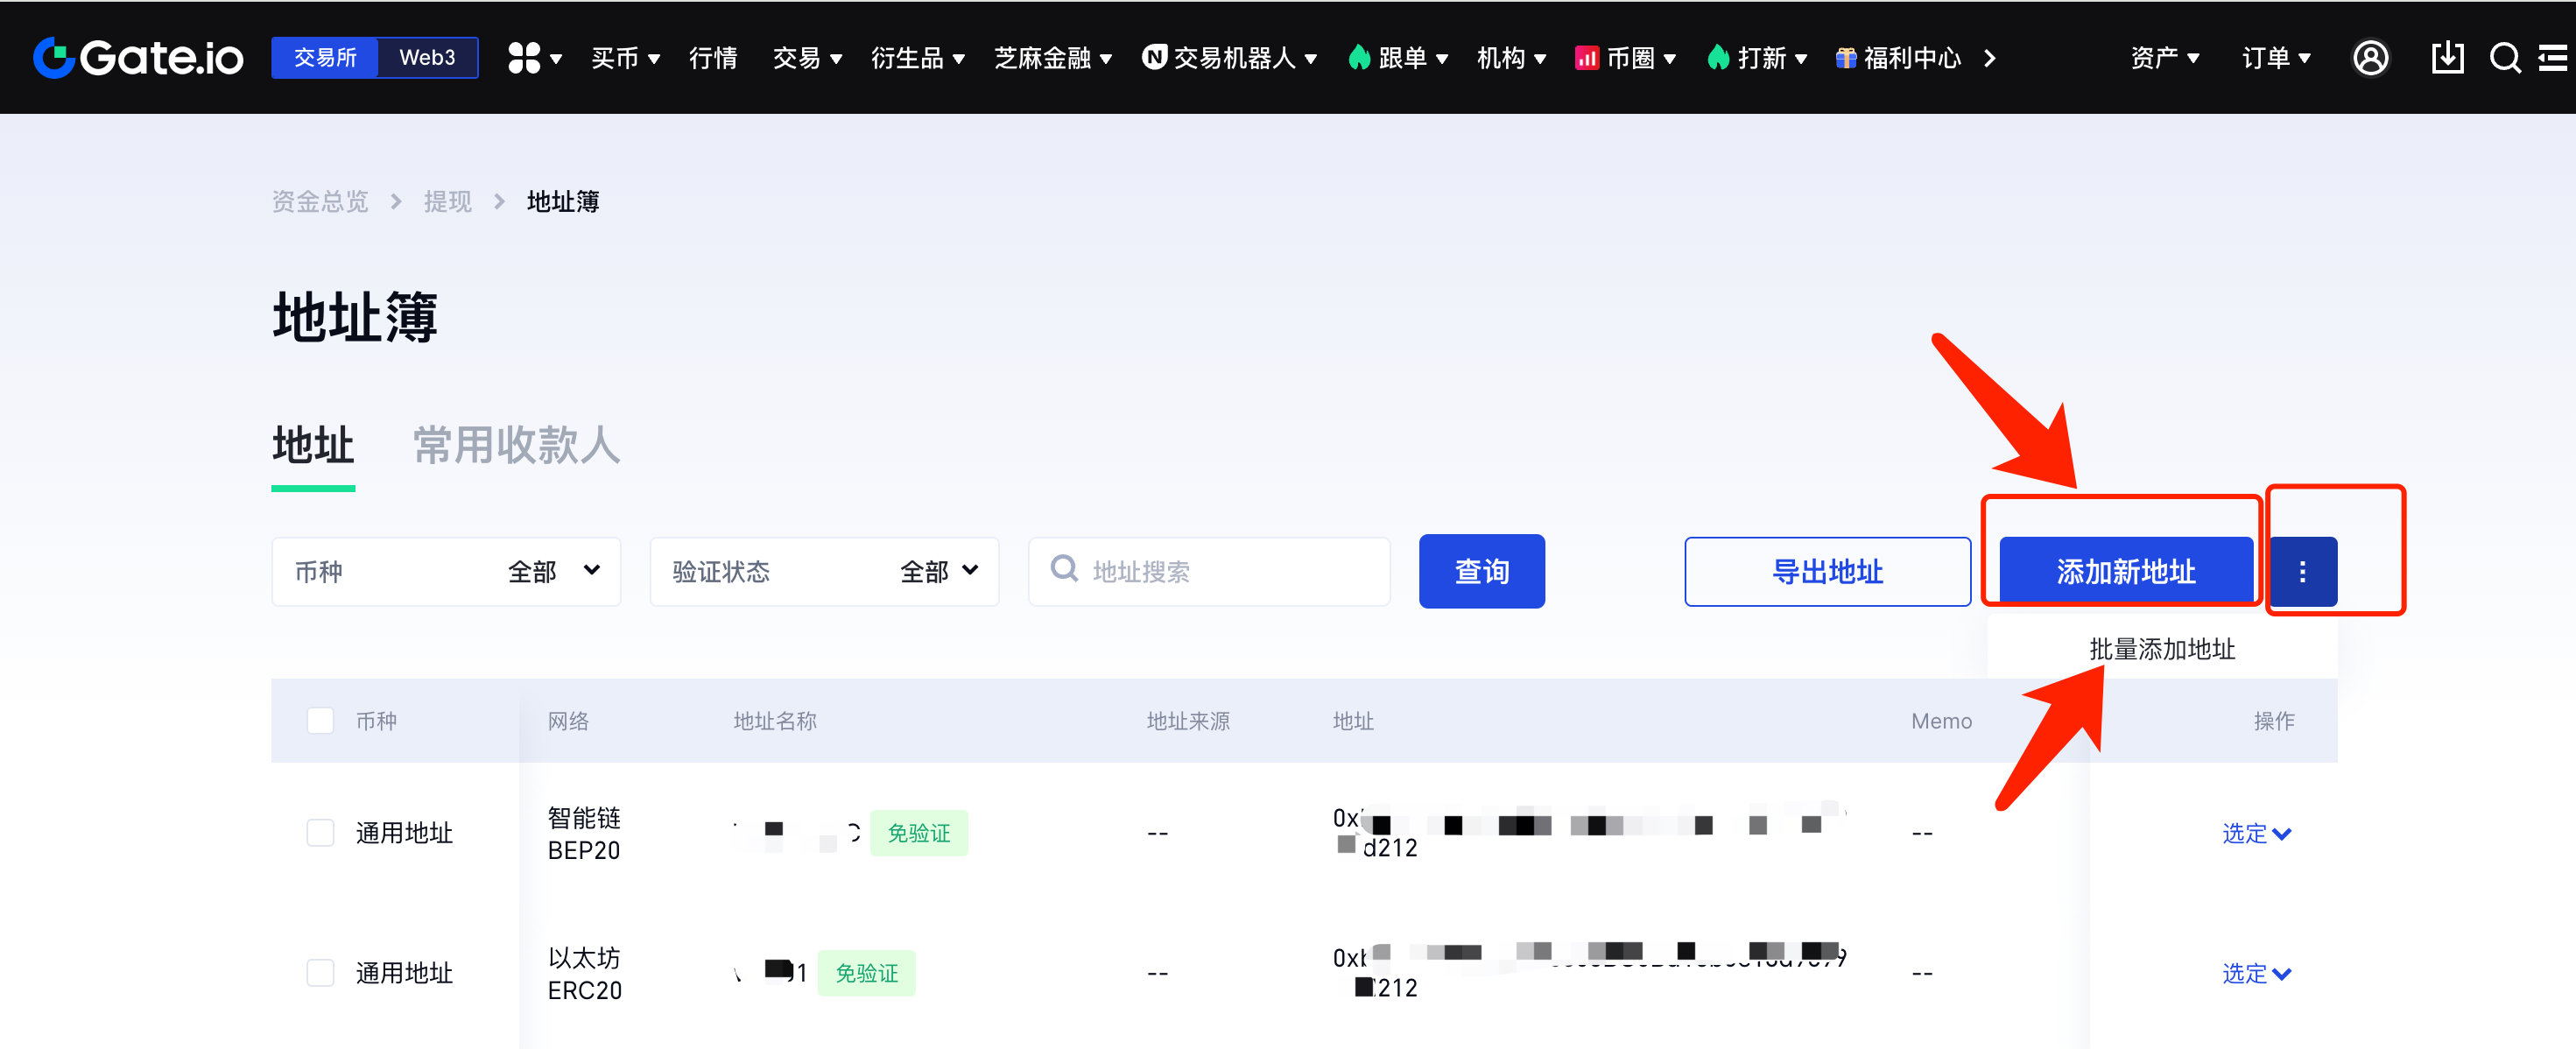 Gate.io 交易所 Web3 买币 行情 交易 衍生品 芝麻金融 交易机器人 跟单 机构 币圈 打新 福利中心 资产 订单
资金总览 > 提现 > 地址簿
地址簿
地址 常用收款人
币种 全部 验证状态 全部 地址搜索 查询 导出地址 添加新地址
批量添加地址
币种 网络 地址名称 地址来源 地址 Memo 操作
通用地址 智能链 BEP20 免验证 -- 0x d212 -- 选定
通用地址 以太坊 ERC20 免验证 -- 0x 212 -- 选定